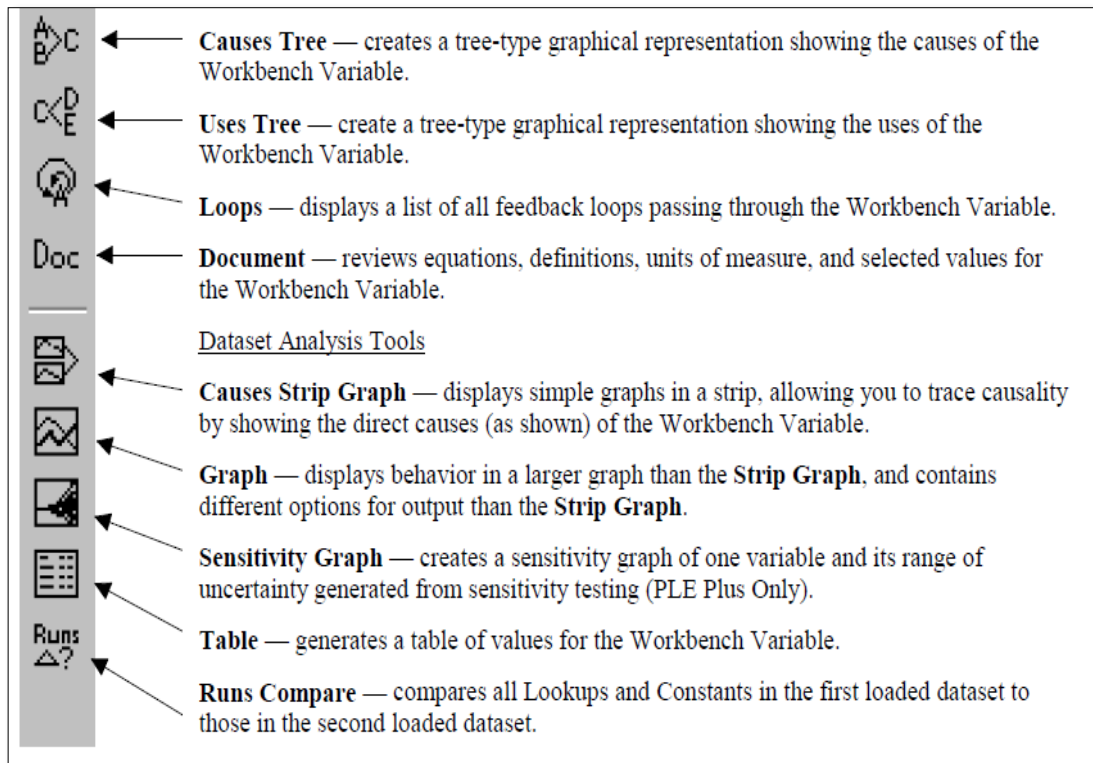 A
B>C
Causes Tree — creates a tree-type graphical representation showing the causes of the
Workbench Variable.
C<D
E
Uses Tree — create a tree-type graphical representation showing the uses of the
Workbench Variable.
A
Loops — displays a list of all feedback loops passing through the Workbench Variable.
Doc
Document — reviews equations, definitions, units of measure, and selected values for
the Workbench Variable.
Dataset Analysis Tools
Causes Strip Graph — displays simple graphs in a strip, allowing you to trace causality
by showing the direct causes (as shown) of the Workbench Variable.
Graph — displays behavior in a larger graph than the Strip Graph, and contains
different options for output than the Strip Graph.
Sensitivity Graph — creates a sensitivity graph of one variable and its range of
uncertainty generated from sensitivity testing (PLE Plus Only).
Table — generates a table of values for the Workbench Variable.
Runs
△?
Runs Compare — compares all Lookups and Constants in the first loaded dataset to
those in the second loaded dataset.